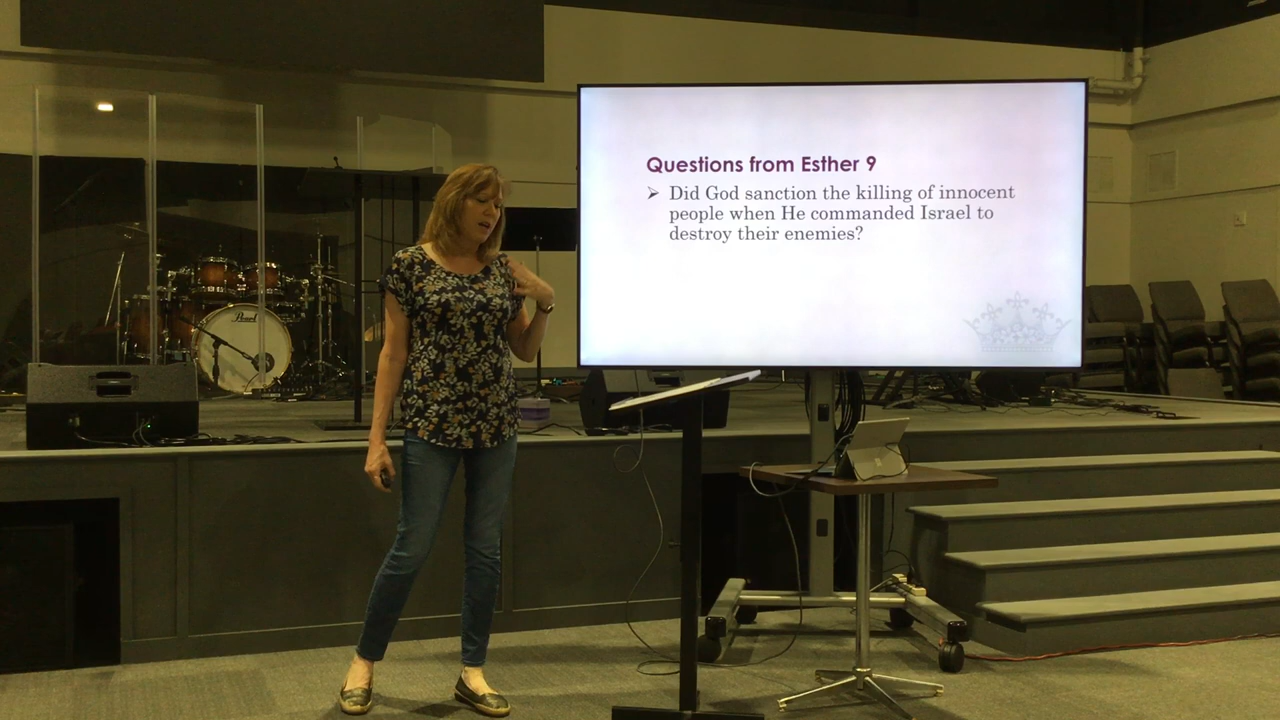 Questions from Esther 9
➢ Did God sanction the killing of innocent
people when He commanded Israel to
destroy their enemies?
Pearl